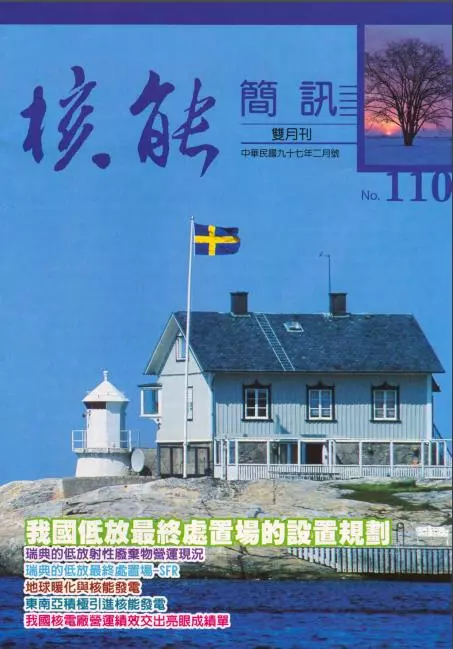 核能
簡訊
雙月刊
中華民國九十七年二月號
No. 110
我國低放最終處置場的設置規劃
瑞典的低放射性廢棄物營運現況
瑞典的低放最終處置場-SFR
地球暖化與核能發電
東南亞積極引進核能發電
我國核電廠營運績效交出亮眼成績單